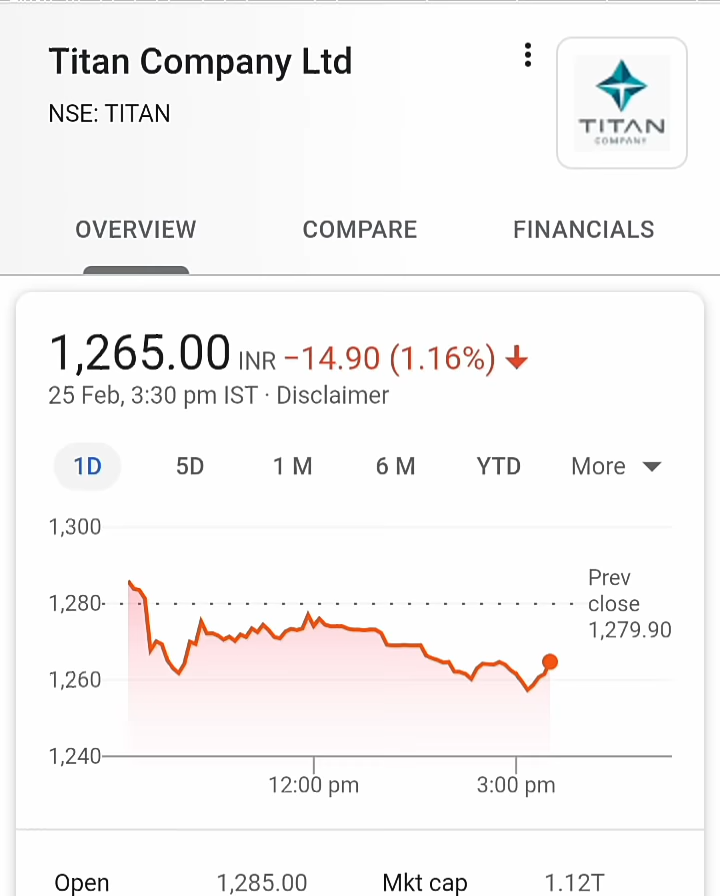 Titan Company Ltd
NSE: TITAN
TITAN
COMPANY
OVERVIEW COMPARE FINANCIALS
1,265.00 INR −14.90 (1.16%)
25 Feb, 3:30 pm IST · Disclaimer
1D 5D 1 M 6 M YTD More
1,300
Prev
1,280 close
1,279.90
1,260
1,240
12:00 pm 3:00 pm
Open 1,285.00 Mkt cap 1.12T